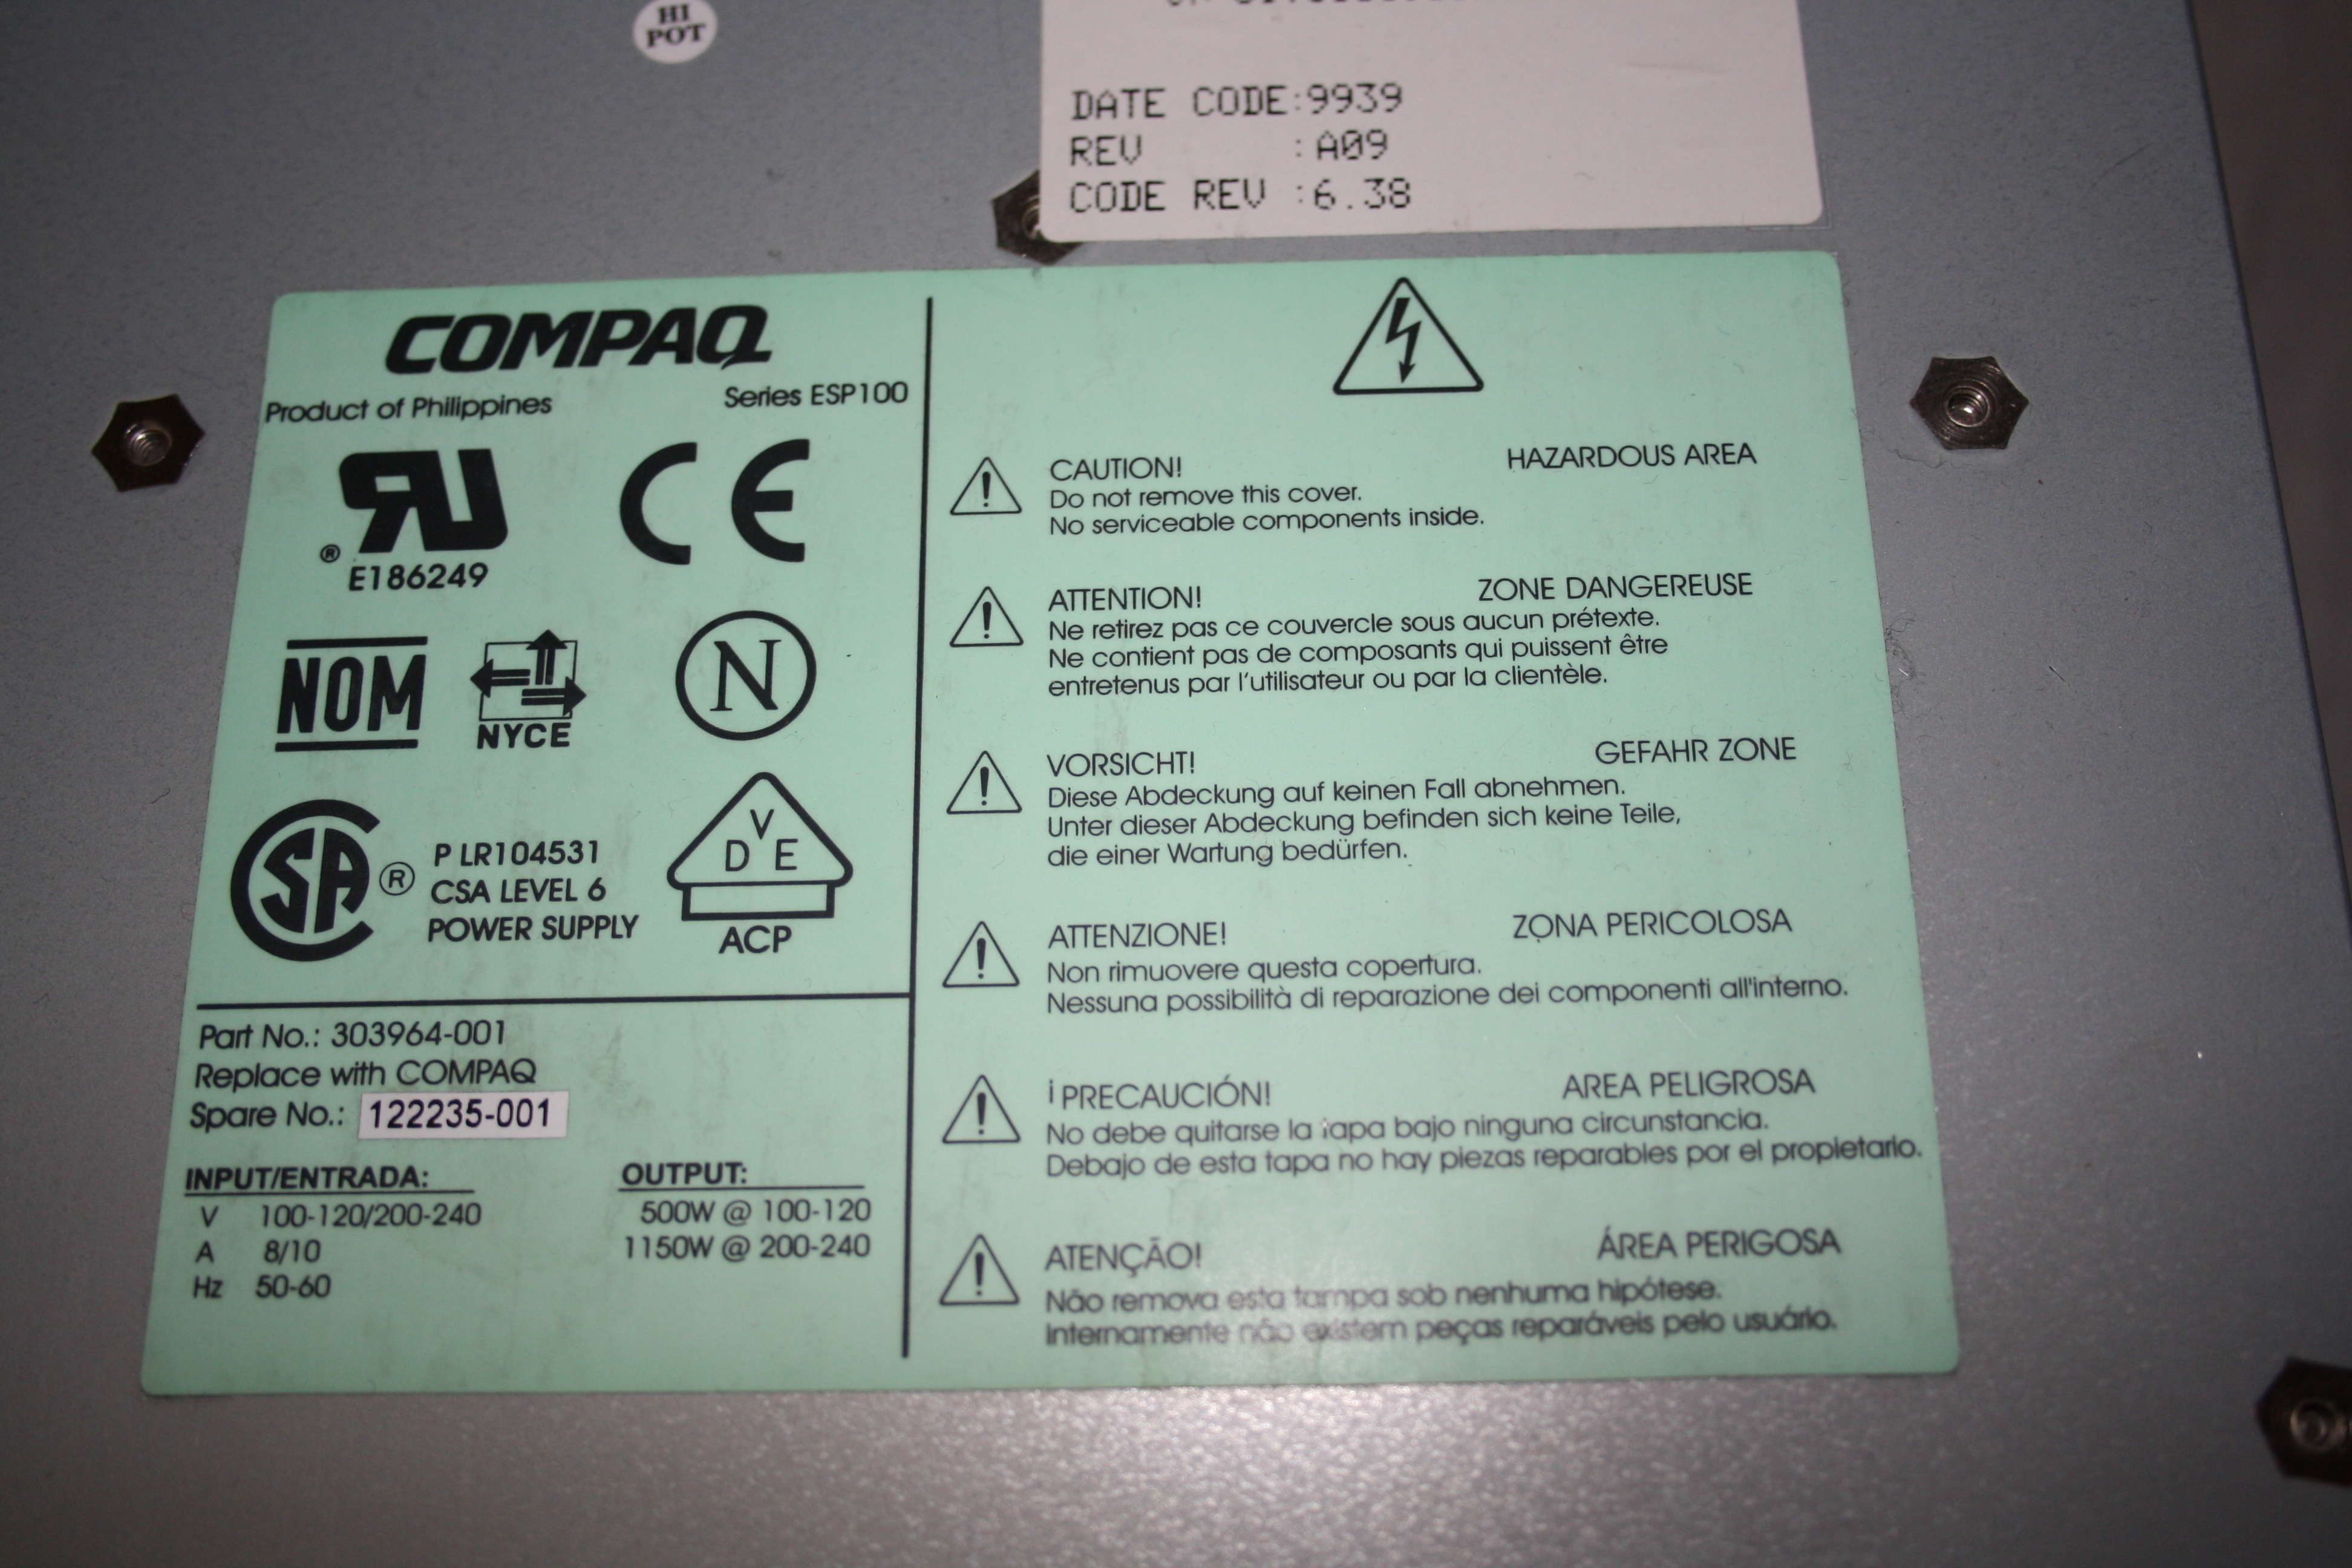 HI
POT
DATE CODE:9939
REV :A09
CODE REV :6.38
COMPAQ
Product of Philippines Series ESP100
RU CE
®
E186249
NOM NYCE N
SA ® P LR104531
CSA LEVEL 6
POWER SUPPLY
V
D E
ACP
Part No.: 303964-001
Replace with COMPAQ
Spare No.: 122235-001
INPUT/ENTRADA: OUTPUT:
V 100-120/200-240 500W @ 100-120
A 8/10 1150W @ 200-240
Hz 50-60
CAUTION! HAZARDOUS AREA
Do not remove this cover.
No serviceable components inside.
ATTENTION! ZONE DANGEREUSE
Ne retirez pas ce couvercle sous aucun prétexte.
Ne contient pas de composants qui puissent être
entretenus par l'utilisateur ou par la clientèle.
VORSICHT! GEFAHR ZONE
Diese Abdeckung auf keinen Fall abnehmen.
Unter dieser Abdeckung befinden sich keine Teile,
die einer Wartung bedürfen.
ATTENZIONE! ZONA PERICOLOSA
Non rimuovere questa copertura.
Nessuna possibilità di reparazione dei componenti all'interno.
¡PRECAUCIÓN! AREA PELIGROSA
No debe quitarse la tapa bajo ninguna circunstancia.
Debajo de esta tapa no hay piezas reparables por el propietario.
ATENÇÃO! ÁREA PERIGOSA
Não remova esta tampa sob nenhuma hipótese.
Internamente não existem peças reparáveis pelo usuário.